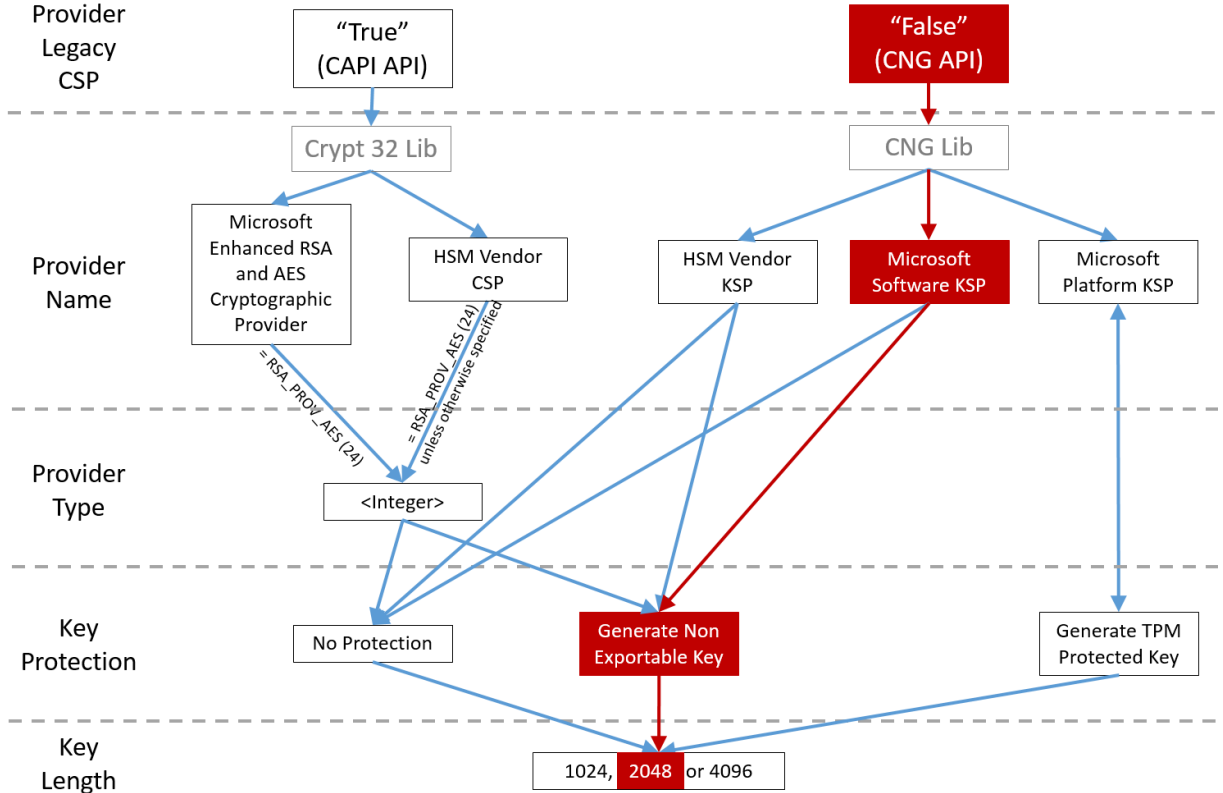 Provider
Legacy
CSP
“True”
(CAPI API)
“False”
(CNG API)
Crypt 32 Lib
CNG Lib
Provider
Name
Microsoft
Enhanced RSA
and AES
Cryptographic
Provider
HSM Vendor
CSP
HSM Vendor
KSP
Microsoft
Software KSP
Microsoft
Platform KSP
= RSA_PROV_AES (24)
= RSA_PROV_AES (24)
unless otherwise specified
Provider
Type
<Integer>
Key
Protection
No Protection
Generate Non
Exportable Key
Generate TPM
Protected Key
Key
Length
1024, 2048 or 4096